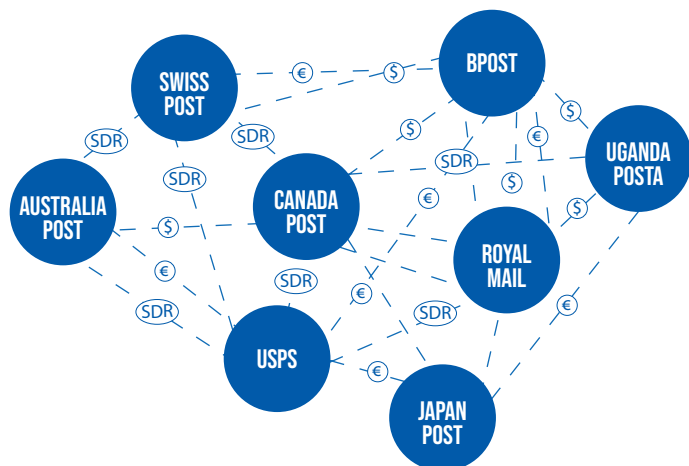 SWISS
POST
€
$
BPOST
SDR
SDR
$
€
$
UGANDA
POSTA
SDR
SDR
$
AUSTRALIA
POST
CANADA
POST
€
$
$
ROYAL
MAIL
€
SDR
€
SDR
SDR
€
USPS
€
JAPAN
POST